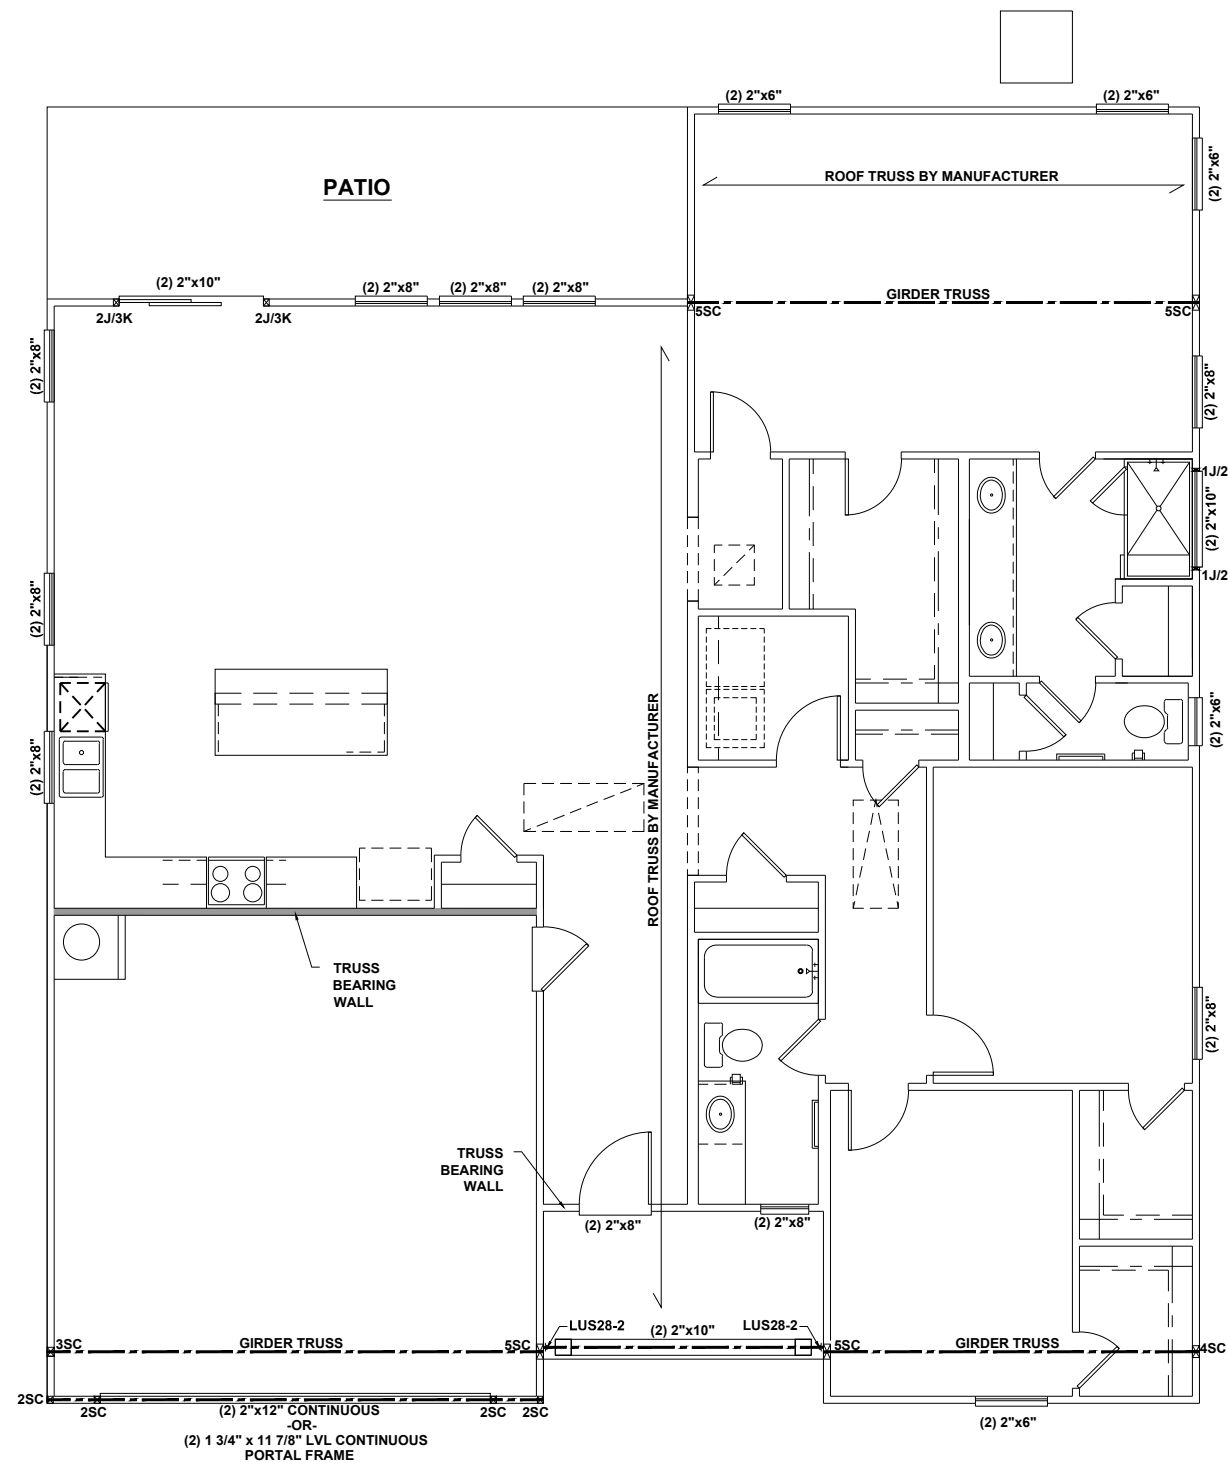 (2) 2"x6"
(2) 2"x6"
(2) 2"x6"
PATIO
ROOF TRUSS BY MANUFACTURER
(2) 2"x10"
(2) 2"x8"
(2) 2"x8"
(2) 2"x8"
GIRDER TRUSS
2J/3K
2J/3K
5SC
5SC
(2) 2"x8"
(2) 2"x8"
1J/2
(2) 2"x10"
1J/2
(2) 2"x8"
(2) 2"x6"
(2) 2"x8"
ROOF TRUSS BY MANUFACTURER
TRUSS
BEARING
WALL
(2) 2"x8"
TRUSS
BEARING
WALL
(2) 2"x8"
(2) 2"x8"
LUS28-2
(2) 2"x10"
LUS28-2
3SC
GIRDER TRUSS
5SC
5SC
GIRDER TRUSS
4SC
2SC
2SC
(2) 2"x12" CONTINUOUS
2SC
2SC
-OR-
(2) 1 3/4" x 11 7/8" LVL CONTINUOUS
PORTAL FRAME
(2) 2"x6"